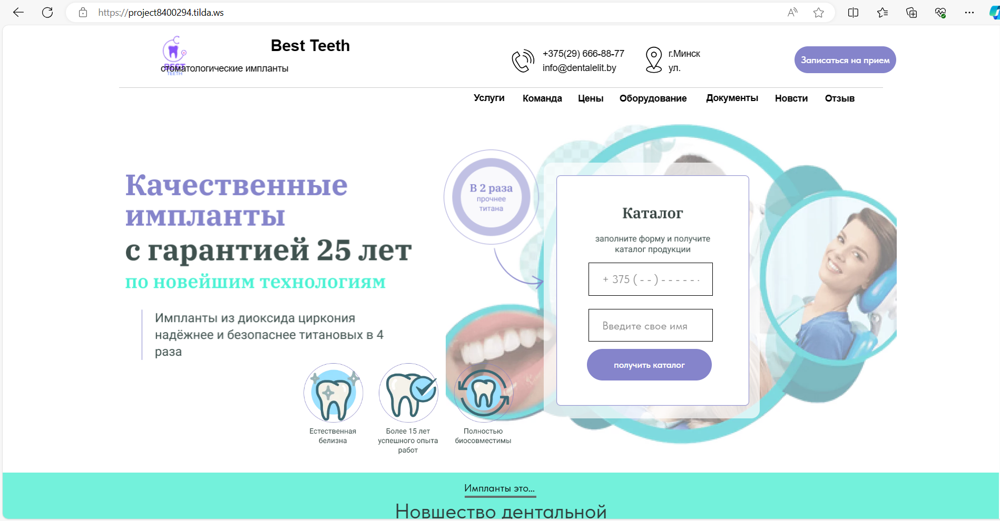 https://project8400294.tilda.ws
Best Teeth
BEST
TEETH
стоматологические импланты
+375(29) 666-88-77
info@dentalelit.by
г.Минск
ул.
Записаться на прием
Услуги Команда Цены Оборудование Документы Новсти Отзыв
Качественные
импланты
с гарантией 25 лет
по новейшим технологиям
Импланты из диоксида циркония
надёжнее и безопаснее титановых в 4
раза
В 2 раза
прочнее
титана
Каталог
заполните форму и получите
каталог продукции
+ 375 ( - - ) - - - - - -
Введите свое имя
получить каталог
Естественная
белизна
Более 15 лет
успешного опыта
работ
Полностью
биосовместимы
Импланты это...
Новшество дентальной